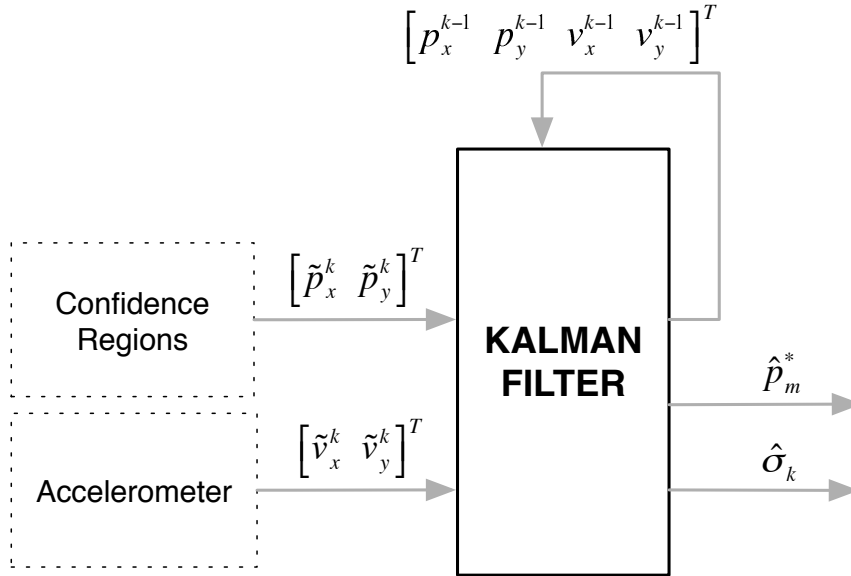 [p_x^{k-1} p_y^{k-1} v_x^{k-1} v_y^{k-1}]^T
[p̃_x^k p̃_y^k]^T
Confidence
Regions
KALMAN
FILTER
p̂_m^*
[ṽ_x^k ṽ_y^k]^T
Accelerometer
σ̂_k